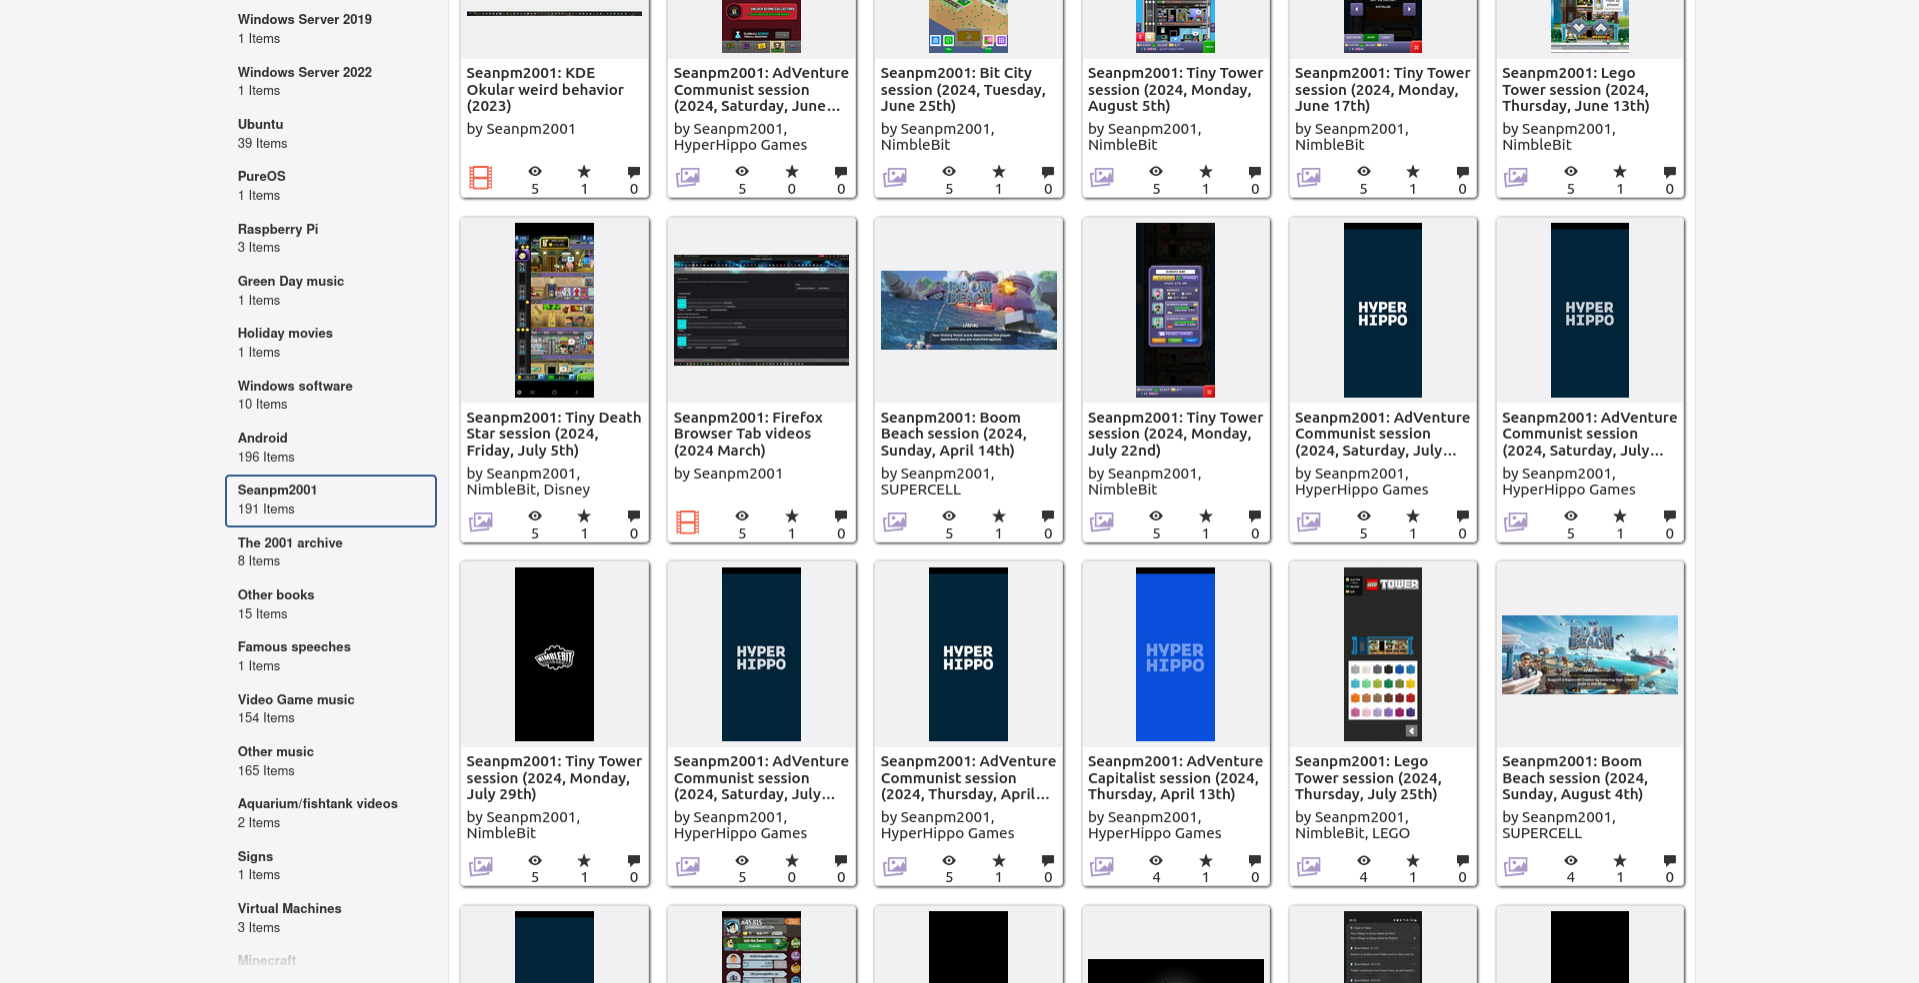 Windows Server 2019
1 Items
Windows Server 2022
1 Items
Ubuntu
39 Items
PureOS
1 Items
Raspberry Pi
3 Items
Green Day music
1 Items
Holiday movies
1 Items
Windows software
10 Items
Android
196 Items
Seanpm2001
191 Items
The 2001 archive
8 Items
Other books
15 Items
Famous speeches
1 Items
Video Game music
154 Items
Other music
165 Items
Aquarium/fishtank videos
2 Items
Signs
1 Items
Virtual Machines
3 Items
Minecraft
Seanpm2001: KDE
Okular weird behavior
(2023)
by Seanpm2001
5 1 0
Seanpm2001: AdVenture
Communist session
(2024, Saturday, June...
by Seanpm2001,
HyperHippo Games
5 0 0
Seanpm2001: Bit City
session (2024, Tuesday,
June 25th)
by Seanpm2001,
NimbleBit
5 1 0
Seanpm2001: Tiny Tower
session (2024, Monday,
August 5th)
by Seanpm2001,
NimbleBit
5 1 0
Seanpm2001: Tiny Tower
session (2024, Monday,
June 17th)
by Seanpm2001,
NimbleBit
5 1 0
Seanpm2001: Lego
Tower session (2024,
Thursday, June 13th)
by Seanpm2001,
NimbleBit
5 1 0
Seanpm2001: Tiny Death
Star session (2024,
Friday, July 5th)
by Seanpm2001,
NimbleBit, Disney
5 1 0
Seanpm2001: Firefox
Browser Tab videos
(2024 March)
by Seanpm2001
5 1 0
BOOM
BEACH
Seanpm2001: Boom
Beach session (2024,
Sunday, April 14th)
by Seanpm2001,
SUPERCELL
5 1 0
Seanpm2001: Tiny Tower
session (2024, Monday,
July 22nd)
by Seanpm2001,
NimbleBit
5 1 0
HYPER
HIPPO
Seanpm2001: AdVenture
Communist session
(2024, Saturday, July...
by Seanpm2001,
HyperHippo Games
5 1 0
HYPER
HIPPO
Seanpm2001: AdVenture
Communist session
(2024, Saturday, July...
by Seanpm2001,
HyperHippo Games
5 1 0
NIMBLEBIT
Seanpm2001: Tiny Tower
session (2024, Monday,
July 29th)
by Seanpm2001,
NimbleBit
5 1 0
HYPER
HIPPO
Seanpm2001: AdVenture
Communist session
(2024, Saturday, July...
by Seanpm2001,
HyperHippo Games
5 0 0
HYPER
HIPPO
Seanpm2001: AdVenture
Communist session
(2024, Thursday, April...
by Seanpm2001,
HyperHippo Games
5 1 0
HYPER
HIPPO
Seanpm2001: AdVenture
Capitalist session (2024,
Thursday, April 13th)
by Seanpm2001,
HyperHippo Games
4 1 0
LEGO TOWER
Seanpm2001: Lego
Tower session (2024,
Thursday, July 25th)
by Seanpm2001,
NimbleBit, LEGO
4 1 0
BOOM
BEACH
Seanpm2001: Boom
Beach session (2024,
Sunday, August 4th)
by Seanpm2001,
SUPERCELL
4 1 0